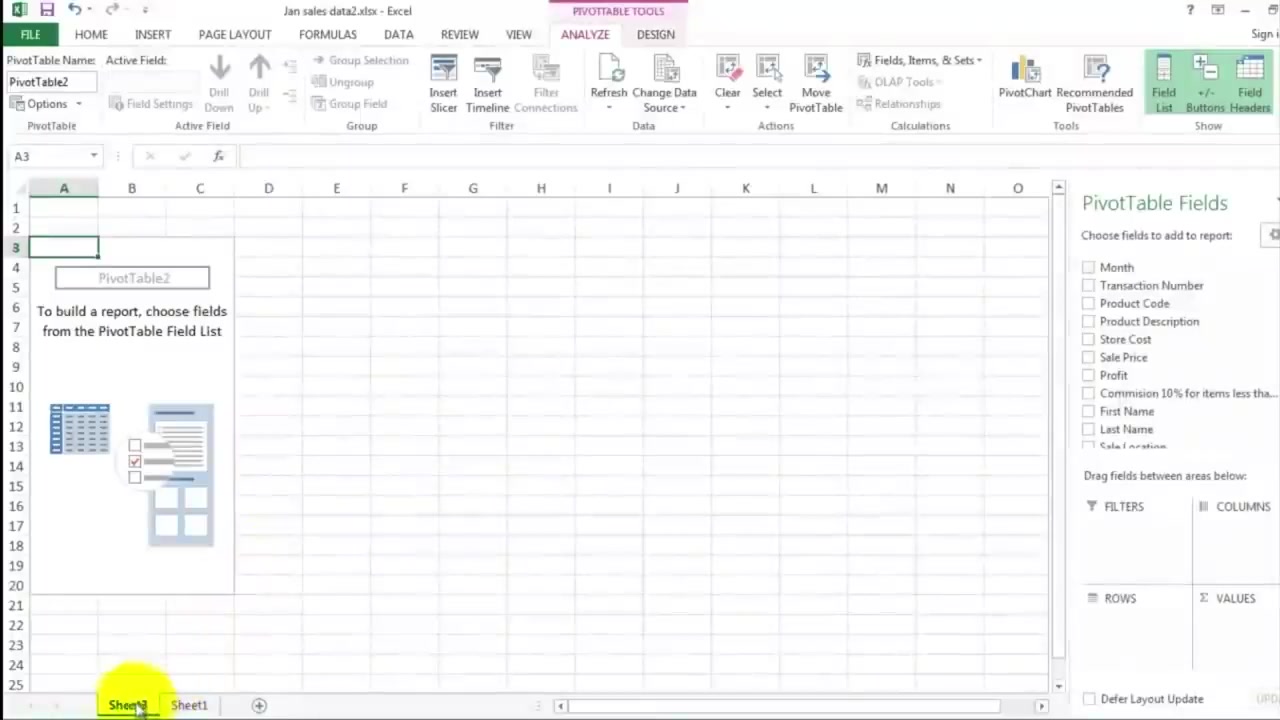 Jan sales data2.xlsx - Excel
PIVOTTABLE TOOLS
?
FILE HOME INSERT PAGE LAYOUT FORMULAS DATA REVIEW VIEW ANALYZE DESIGN Sign i
PivotTable Name: Active Field:
PivotTable2
Options
Field Settings
Drill Down
Drill Up
Group Selection
Ungroup
Group Field
Insert Slicer
Insert Timeline
Filter Connections
Refresh
Change Data Source
Clear
Select
Move PivotTable
Fields, Items, & Sets
OLAP Tools
Relationships
PivotChart
Recommended PivotTables
Field List
+/- Buttons
Field Headers
PivotTable Active Field Group Filter Data Actions Calculations Tools Show
A3 fx
A B C D E F G H I J K L M N O
1
2
3
4
5
6
7
8
9
10
11
12
13
14
15
16
17
18
19
20
21
22
23
24
25
PivotTable2
To build a report, choose fields
from the PivotTable Field List
PivotTable Fields
Choose fields to add to report:
Month
Transaction Number
Product Code
Product Description
Store Cost
Sale Price
Profit
Commision 10% for items less tha...
First Name
Last Name
Sale Location
Drag fields between areas below:
FILTERS COLUMNS
ROWS Σ VALUES
Defer Layout Update UPD
Sheet1